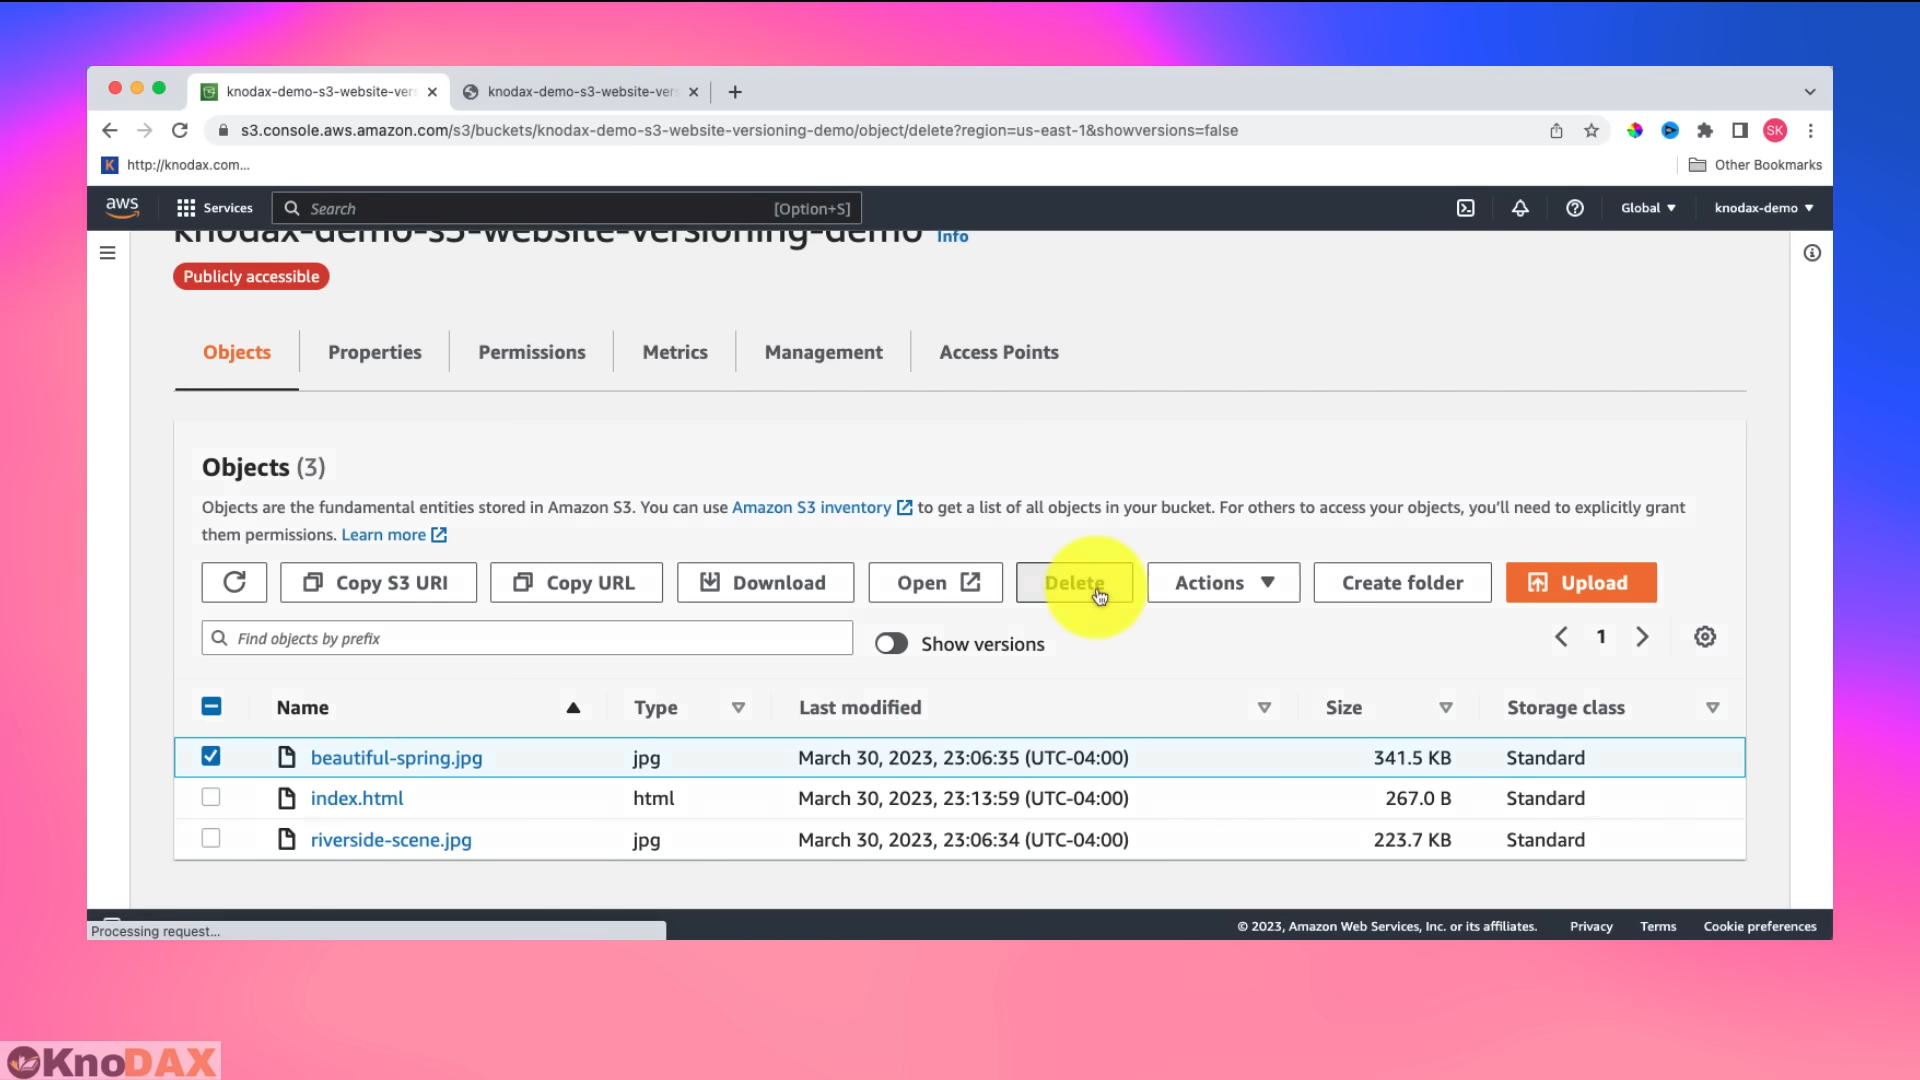 knodax-demo-s3-website-ver
knodax-demo-s3-website-ver
s3.console.aws.amazon.com/s3/buckets/knodax-demo-s3-website-versioning-demo/object/delete?region=us-east-1&showversions=false
SK
K http://knodax.com...
Other Bookmarks
aws
Services
Search
[Option+S]
Global
knodax-demo
knodax-demo-s3-website-versioning-demo Info
Publicly accessible
Objects
Properties
Permissions
Metrics
Management
Access Points
Objects (3)
Objects are the fundamental entities stored in Amazon S3. You can use Amazon S3 inventory to get a list of all objects in your bucket. For others to access your objects, you'll need to explicitly grant
them permissions. Learn more
Copy S3 URI
Copy URL
Download
Open
Delete
Actions
Create folder
Upload
Find objects by prefix
Show versions
1
Name Type Last modified Size Storage class
beautiful-spring.jpg jpg March 30, 2023, 23:06:35 (UTC-04:00) 341.5 KB Standard
index.html html March 30, 2023, 23:13:59 (UTC-04:00) 267.0 B Standard
riverside-scene.jpg jpg March 30, 2023, 23:06:34 (UTC-04:00) 223.7 KB Standard
Processing request...
© 2023, Amazon Web Services, Inc. or its affiliates. Privacy Terms Cookie preferences
KnoDAX